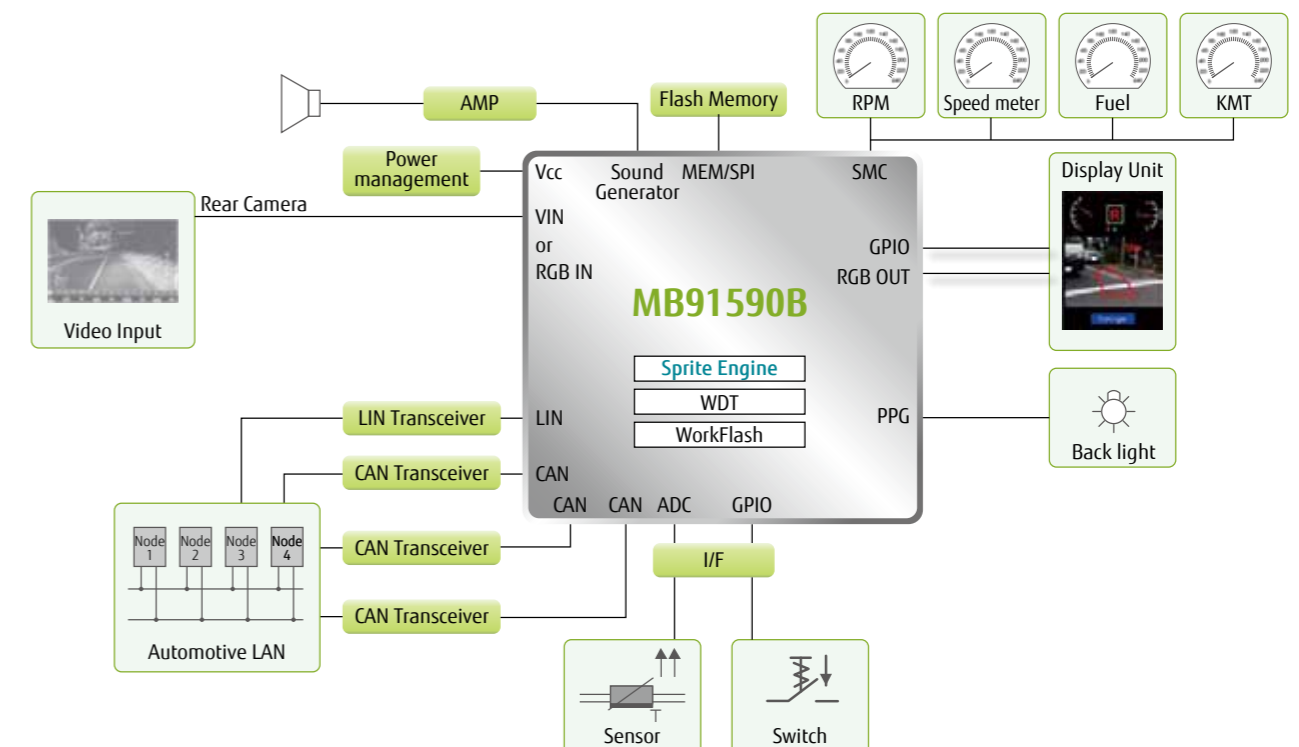 AMP
Flash Memory
RPM
Speed meter
Fuel
KMT
Power
management
Vcc
Sound
Generator
MEM/SPI
SMC
Display Unit
Rear Camera
VIN
or
RGB IN
GPIO
RGB OUT
MB91590B
Video Input
Sprite Engine
WDT
WorkFlash
LIN Transceiver
LIN
PPG
Back light
CAN Transceiver
CAN
CAN
CAN
ADC
GPIO
Node
1
Node
2
Node
3
Node
4
CAN Transceiver
I/F
CAN Transceiver
Automotive LAN
T
Sensor
Switch